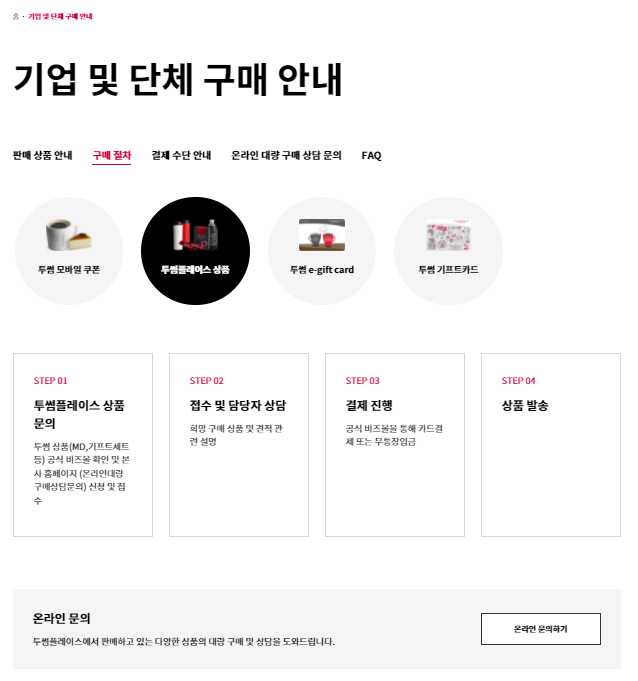 홈 · 기업 및 단체 구매 안내
기업 및 단체 구매 안내
판매 상품 안내 구매 절차 결제 수단 안내 온라인 대량 구매 상담 문의 FAQ
투썸 모바일 쿠폰 투썸플레이스 상품 투썸 e-gift card 투썸 기프트카드
STEP 01
투썸플레이스 상품
문의
투썸 상품(MD,기프트세트
등) 공식 비즈몰 확인 및 본
사 홈페이지 (온라인대량
구매상담문의) 신청 및 접
수
STEP 02
접수 및 담당자 상담
희망 구매 상품 및 견적 관
련 설명
STEP 03
결제 진행
공식 비즈몰을 통해 카드결
제 또는 무통장입금
STEP 04
상품 발송
온라인 문의
투썸플레이스에서 판매하고 있는 다양한 상품의 대량 구매 및 상담을 도와드립니다.
온라인 문의하기